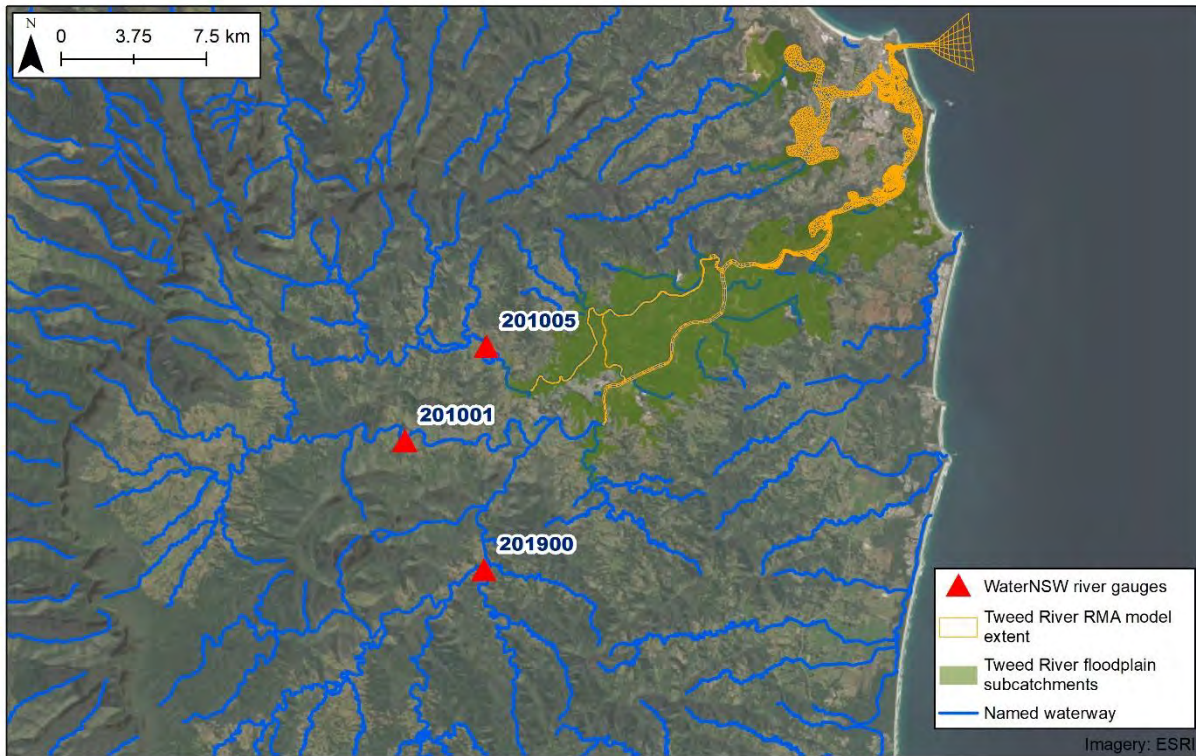 N
0 3.75 7.5 km
201005
201001
201900
WaterNSW river gauges
Tweed River RMA model
extent
Tweed River floodplain
subcatchments
Named waterway
Imagery: ESRI